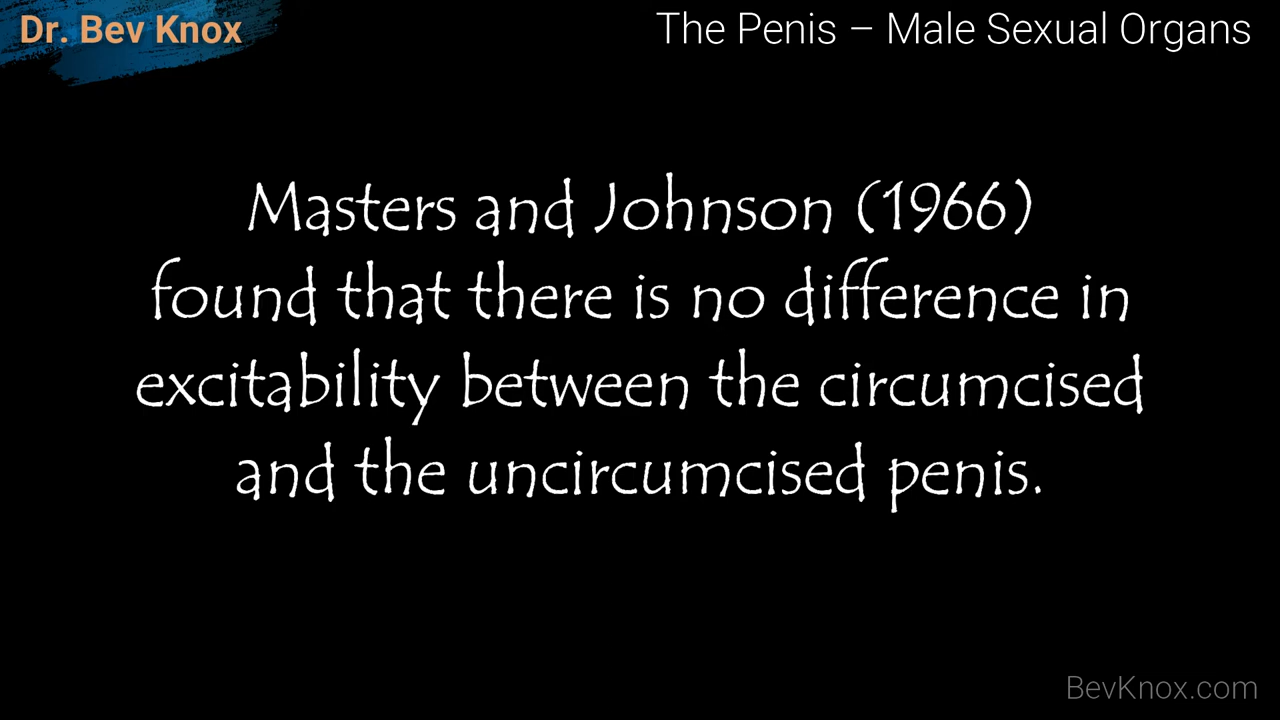 Dr. Bev Knox
The Penis – Male Sexual Organs
Masters and Johnson (1966)
found that there is no difference in
excitability between the circumcised
and the uncircumcised penis.
BevKnox.com